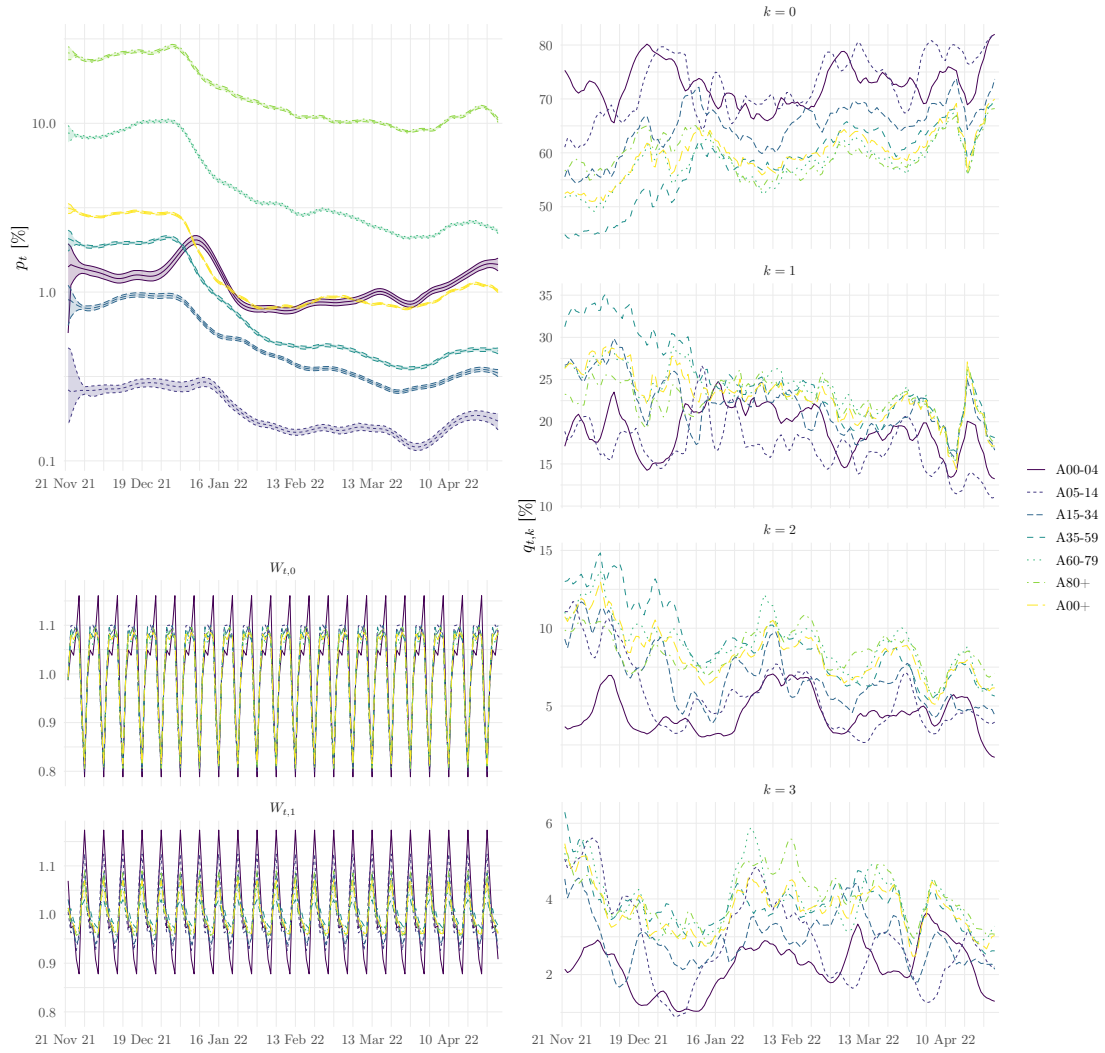 p_t [%]
10.0
1.0
0.1
21 Nov 21 19 Dec 21 16 Jan 22 13 Feb 22 13 Mar 22 10 Apr 22
W_{t,0}
1.1
1.0
0.9
0.8
W_{t,1}
1.1
1.0
0.9
0.8
21 Nov 21 19 Dec 21 16 Jan 22 13 Feb 22 13 Mar 22 10 Apr 22
q_{t,k} [%]
k = 0
80
70
60
50
k = 1
35
30
25
20
15
10
k = 2
15
10
5
k = 3
6
4
2
21 Nov 21 19 Dec 21 16 Jan 22 13 Feb 22 13 Mar 22 10 Apr 22
A00-04
A05-14
A15-34
A35-59
A60-79
A80+
A00+